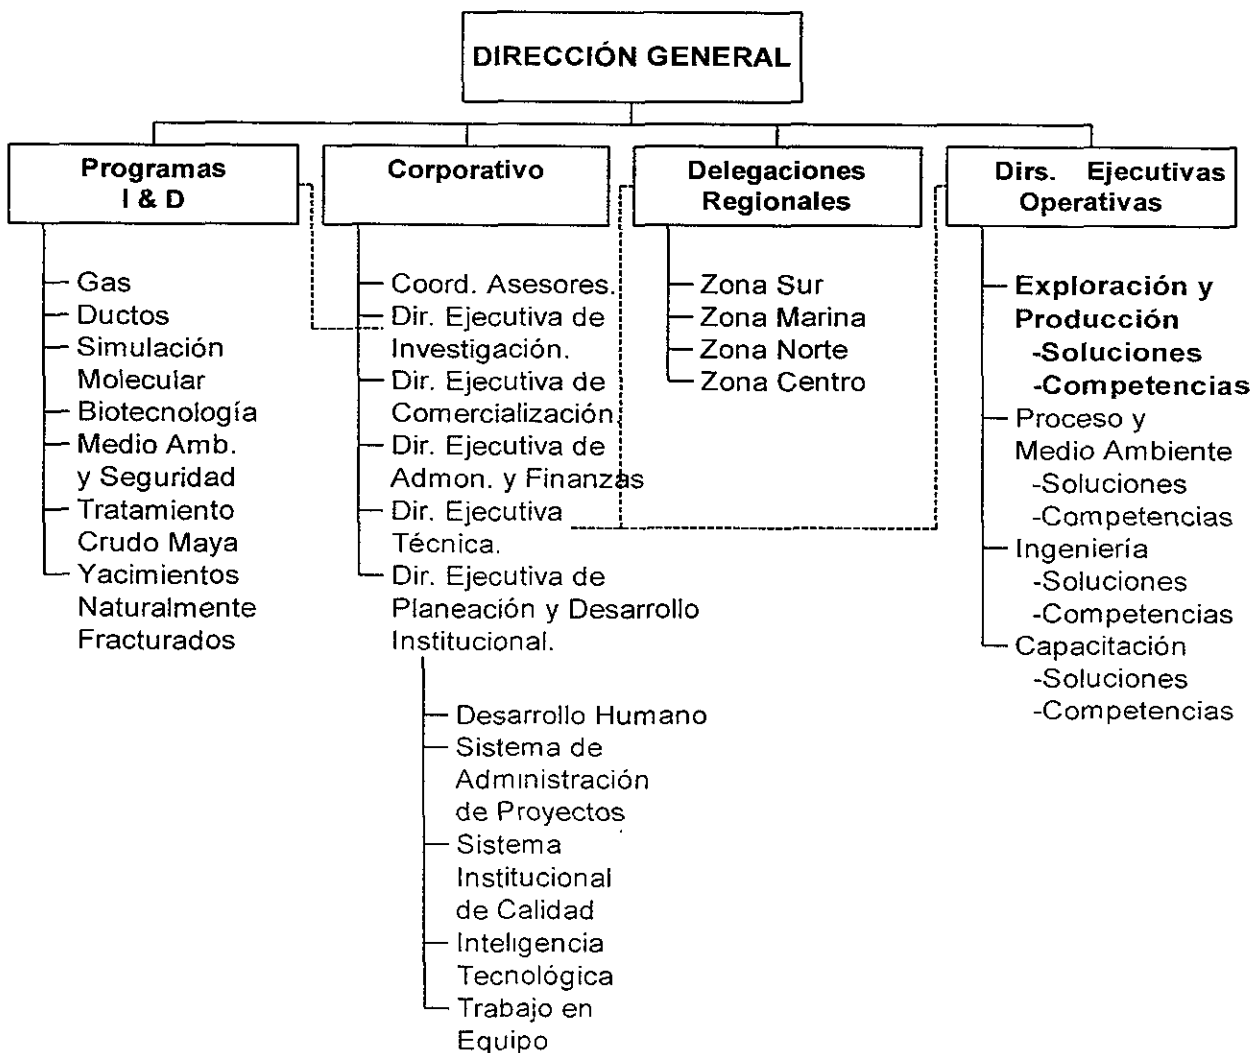 DIRECCIÓN GENERAL
Programas
I & D
Gas
Ductos
Simulación
Molecular
Biotecnología
Medio Amb.
y Seguridad
Tratamiento
Crudo Maya
Yacimientos
Naturalmente
Fracturados
Corporativo
Coord. Asesores.
Dir. Ejecutiva de
Investigación.
Dir. Ejecutiva de
Comercialización.
Dir. Ejecutiva de
Admon. y Finanzas
Dir. Ejecutiva
Técnica.
Dir. Ejecutiva de
Planeación y Desarrollo
Institucional.
Desarrollo Humano
Sistema de
Administración
de Proyectos
Sistema
Institucional
de Calidad
Inteligencia
Tecnológica
Trabajo en
Equipo
Delegaciones
Regionales
Zona Sur
Zona Marina
Zona Norte
Zona Centro
Dirs. Ejecutivas
Operativas
Exploración y
Producción
-Soluciones
-Competencias
Proceso y
Medio Ambiente
-Soluciones
-Competencias
Ingeniería
-Soluciones
-Competencias
Capacitación
-Soluciones
-Competencias